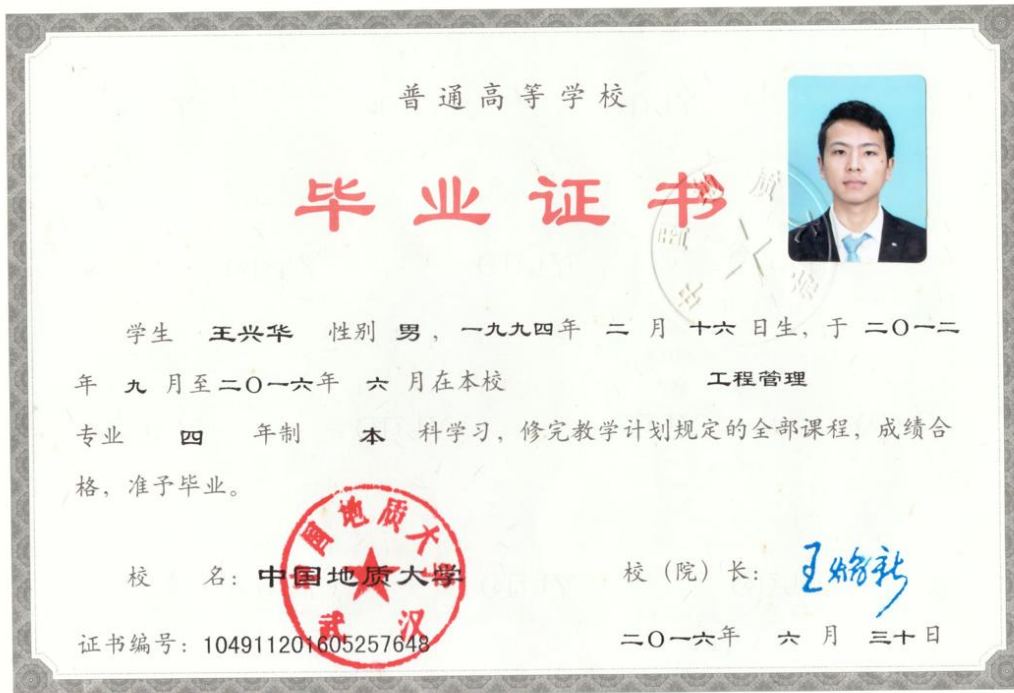 普通高等学校
毕业证书
学生 王兴华 性别 男，一九九四年 二 月 十六 日生，于 二〇一二
年 九 月至二〇一六年 六 月在本校 工程管理
专业 四 年制 本 科学习，修完教学计划规定的全部课程，成绩合
格，准予毕业。
校 名：中国地质大学
校（院）长：
中国地质大学
武汉
证书编号：104911201605257648
二〇一六年 六 月 三十日